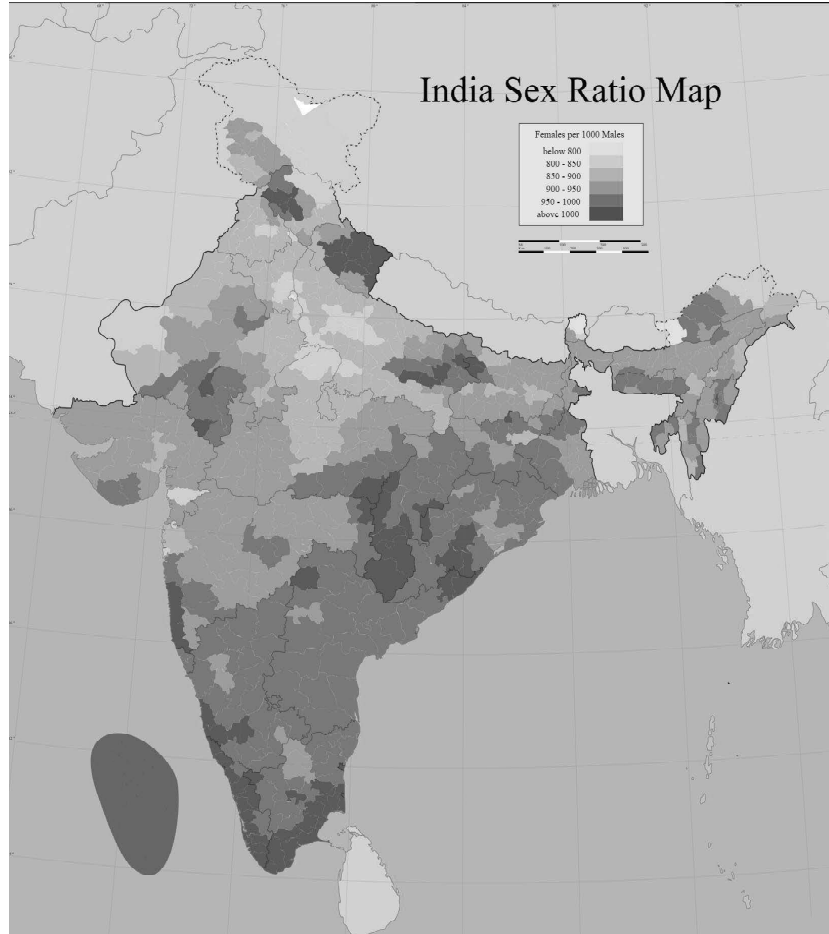 India Sex Ratio Map
Females per 1000 Males
below 800
800 - 850
850 - 900
900 - 950
950 - 1000
above 1000